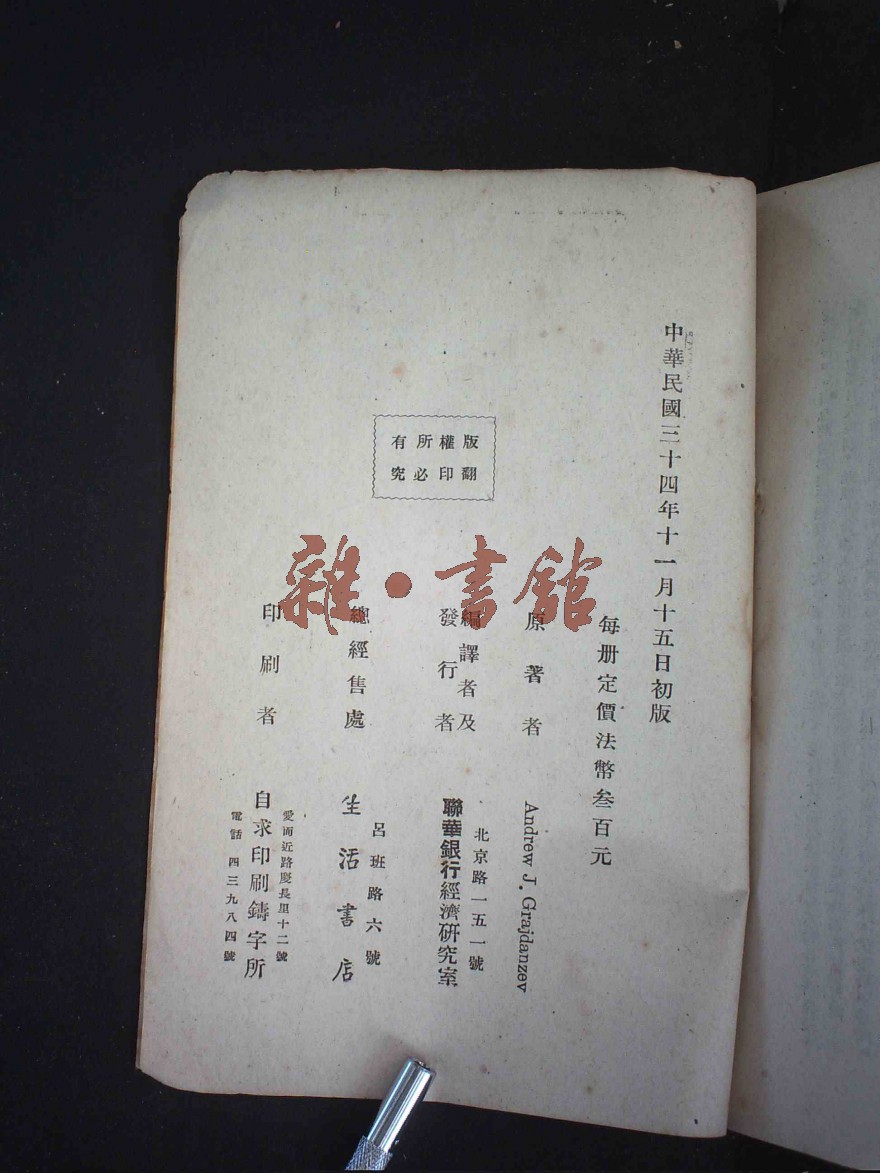 中華民國三十四年十一月十五日初版
每册定價法幣叁百元
原著者
Andrew J. Grajdanzev
編譯者及
發行者
北京路一五一號
聯華銀行經濟研究室
總經售處
呂班路六號
生活書店
印刷者
愛而近路慶長里十二號
自求印刷鑄字所
電話 四三九八四號
版權所有
翻印必究
雜·書館